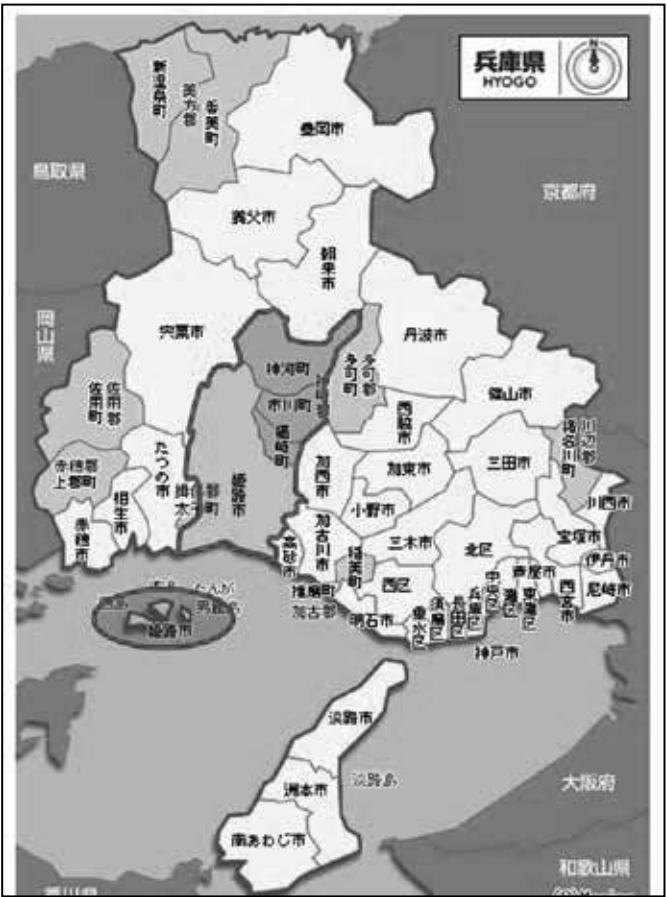 兵庫県
HYOGO
N
新温泉町
美方郡
香美町
豊岡市
鳥取県
京都府
養父市
朝来市
岡山県
宍粟市
丹波市
神河町
多可郡
多可町
佐用郡
佐用町
市川町
福崎町
篠山市
西脇市
川辺郡
猪名川町
赤穂郡
上郡町
たつの市
姫路市
加西市
加東市
三田市
相生市
赤穂市
小野市
川西市
高砂市
加古川市
三木市
北区
宝塚市
稲美町
西区
芦屋市
伊丹市
播磨町
加古郡
明石市
垂水区
須磨区
長田区
兵庫区
中央区
灘区
東灘区
西宮市
尼崎市
神戸市
姫路市
淡路市
淡路島
洲本市
南あわじ市
大阪府
和歌山県